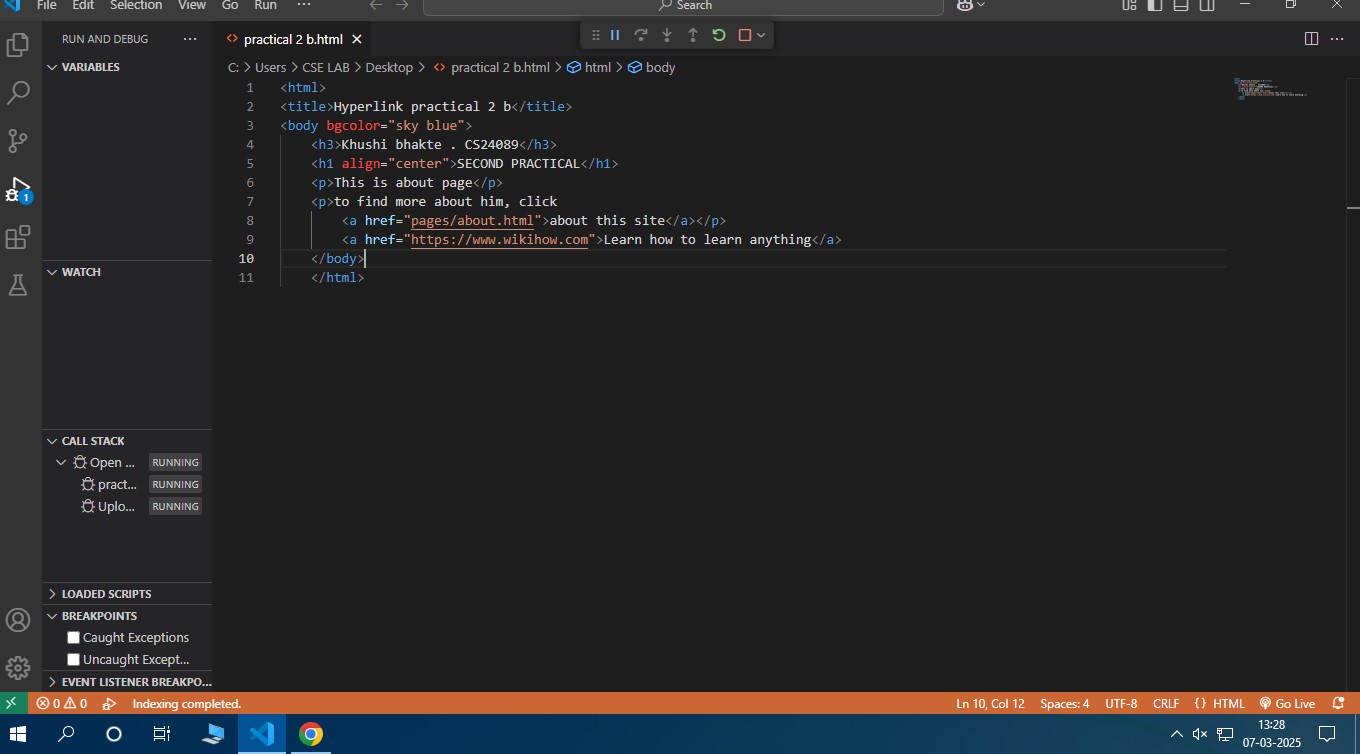 File Edit Selection View Go Run ··· Search
RUN AND DEBUG ···
practical 2 b.html
VARIABLES
C: > Users > CSE LAB > Desktop > practical 2 b.html > html > body
1 <html>
2 <title>Hyperlink practical 2 b</title>
3 <body bgcolor="sky blue">
4 <h3>Khushi bhakte . CS24089</h3>
5 <h1 align="center">SECOND PRACTICAL</h1>
6 <p>This is about page</p>
7 <p>to find more about him, click
8 <a href="pages/about.html">about this site</a></p>
9 <a href="https://www.wikihow.com">Learn how to learn anything</a>
10 </body>
11 </html>
1
WATCH
CALL STACK
Open ... RUNNING
pract... RUNNING
Uplo... RUNNING
LOADED SCRIPTS
BREAKPOINTS
Caught Exceptions
Uncaught Except...
EVENT LISTENER BREAKPO...
0 0 Indexing completed. Ln 10, Col 12 Spaces: 4 UTF-8 CRLF {} HTML Go Live
13:28
07-03-2025